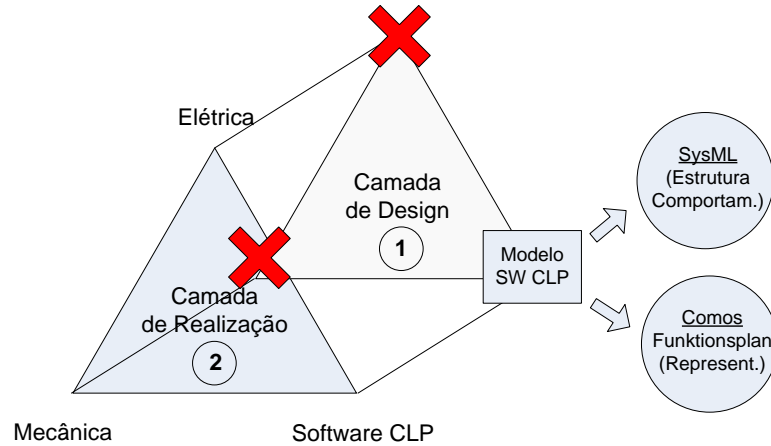 Elétrica
Camada
de Design
1
Modelo
SW CLP
SysML
(Estrutura
Comportam.)
Comos
Funktionsplan
(Represent.)
Camada
de Realização
2
Mecânica
Software CLP